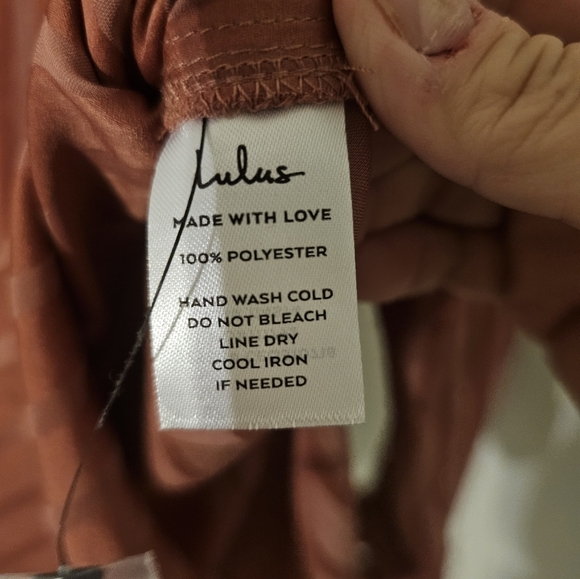 Lulus
MADE WITH LOVE
100% POLYESTER
HAND WASH COLD
DO NOT BLEACH
LINE DRY
COOL IRON
IF NEEDED